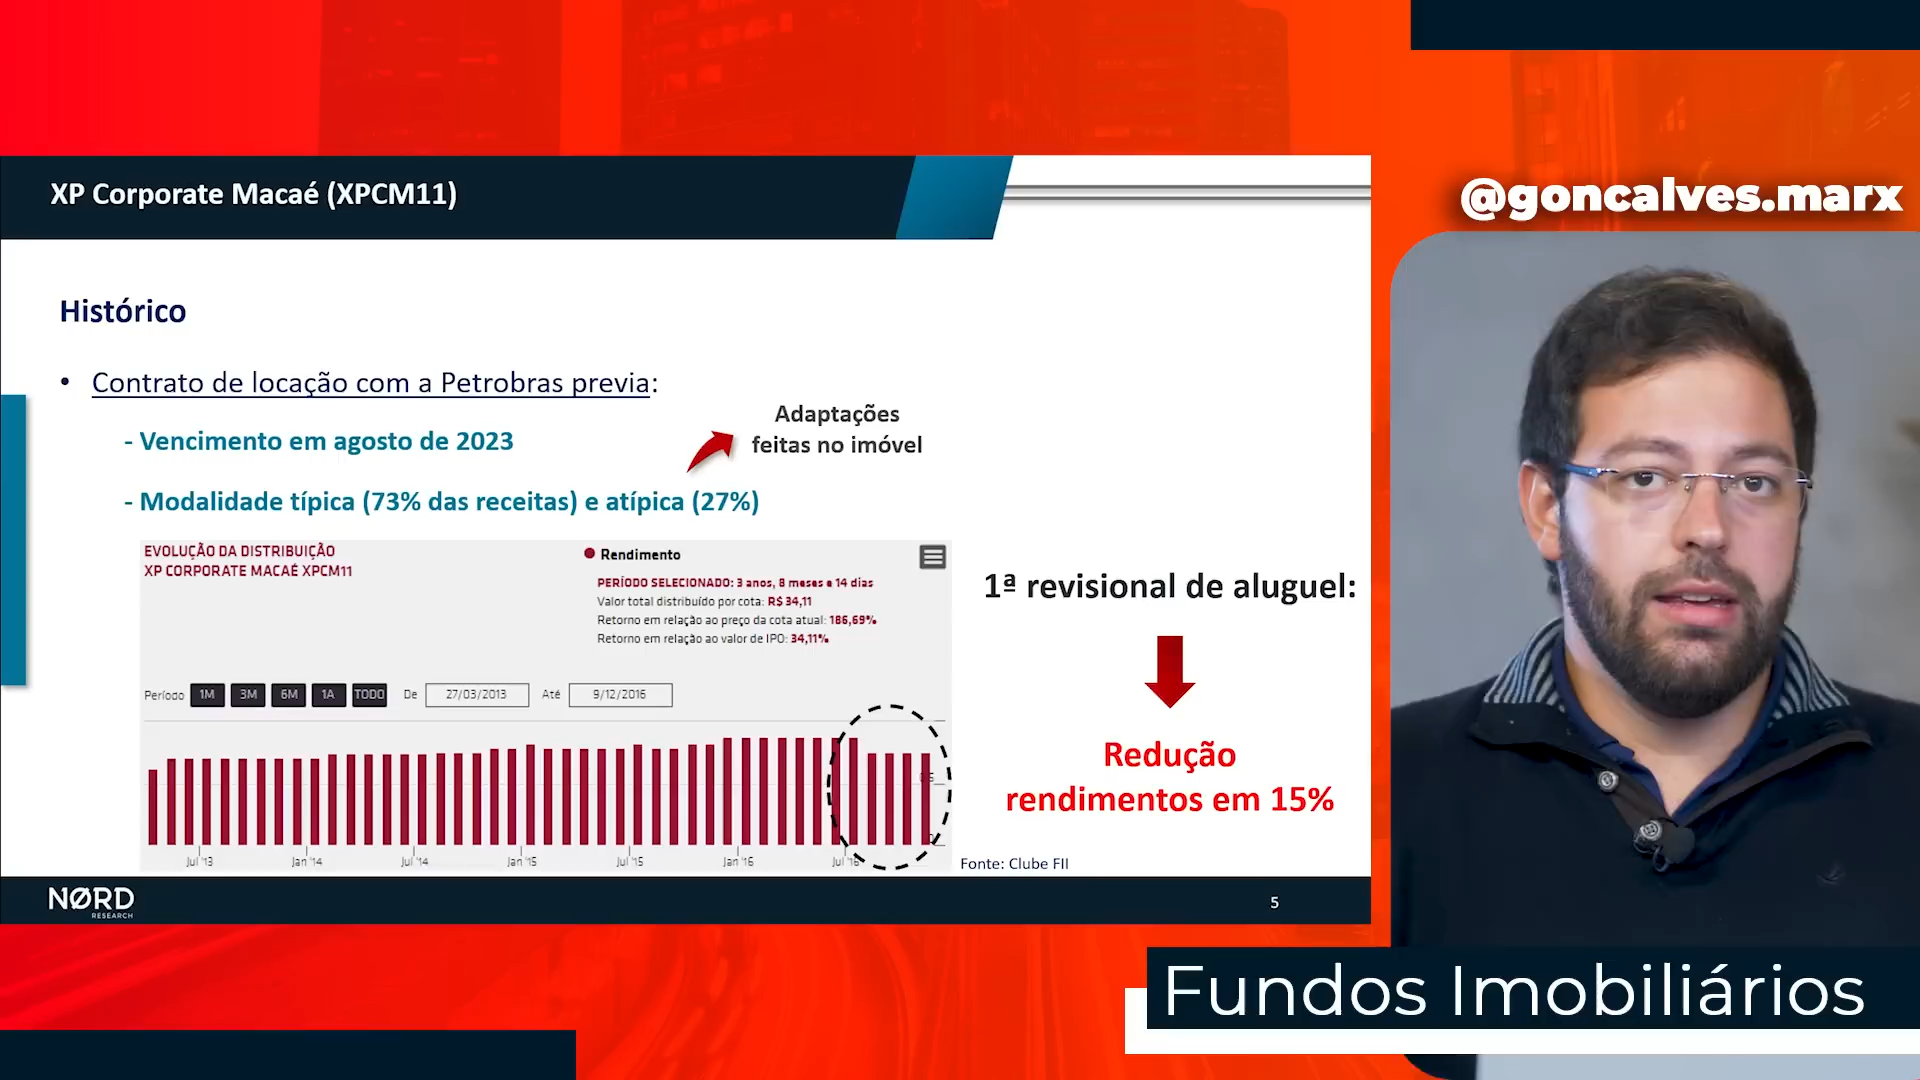 @goncalves.marx
XP Corporate Macaé (XPCM11)
Histórico
• Contrato de locação com a Petrobras previa:
- Vencimento em agosto de 2023
Adaptações
feitas no imóvel
- Modalidade típica (73% das receitas) e atípica (27%)
EVOLUÇÃO DA DISTRIBUIÇÃO
XP CORPORATE MACAÉ XPCM11
Rendimento
PERÍODO SELECIONADO: 3 anos, 8 meses e 14 dias
Valor total distribuído por cota: R$ 34,11
Retorno em relação ao preço da cota atual: 186,69%
Retorno em relação ao valor de IPO: 34,11%
Período 1M 3M 6M 1A TODO De 27/03/2013 Até 9/12/2016
Jul '13 Jan '14 Jul '14 Jan '15 Jul '15 Jan '16 Jul '16
1ª revisional de aluguel:
Redução
rendimentos em 15%
Fonte: Clube FII
NØRD
RESEARCH
5
Fundos Imobiliários